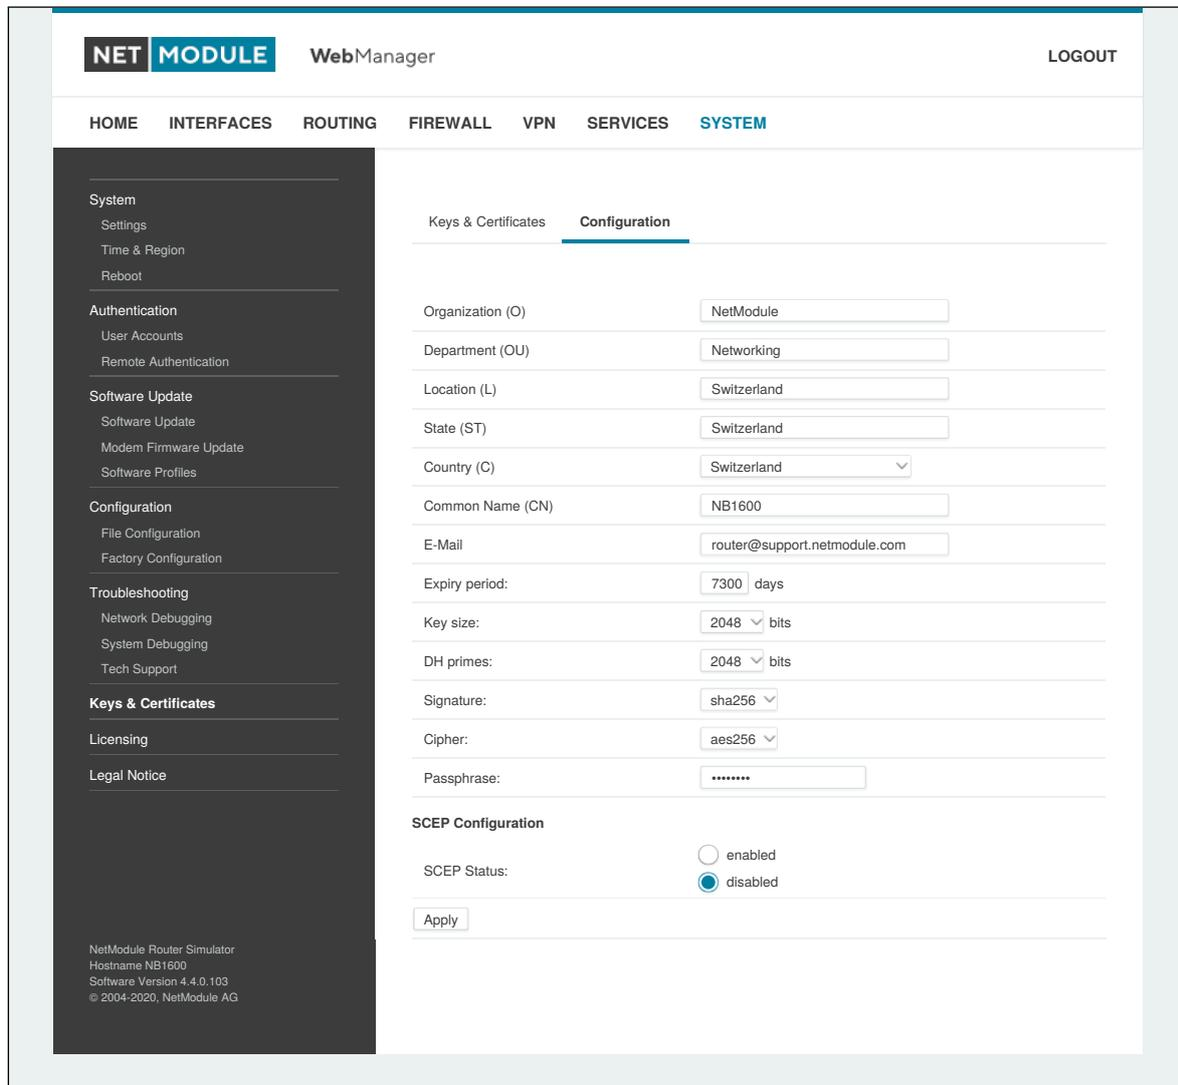 NET MODULE WebManager LOGOUT
HOME INTERFACES ROUTING FIREWALL VPN SERVICES SYSTEM
System
Settings
Time & Region
Reboot
Authentication
User Accounts
Remote Authentication
Software Update
Software Update
Modem Firmware Update
Software Profiles
Configuration
File Configuration
Factory Configuration
Troubleshooting
Network Debugging
System Debugging
Tech Support
Keys & Certificates
Licensing
Legal Notice
NetModule Router Simulator
Hostname NB1600
Software Version 4.4.0.103
© 2004-2020, NetModule AG
Keys & Certificates Configuration
Organization (O) NetModule
Department (OU) Networking
Location (L) Switzerland
State (ST) Switzerland
Country (C) Switzerland
Common Name (CN) NB1600
E-Mail router@support.netmodule.com
Expiry period: 7300 days
Key size: 2048 bits
DH primes: 2048 bits
Signature: sha256
Cipher: aes256
Passphrase: ••••••••
SCEP Configuration
SCEP Status:
enabled
disabled
Apply